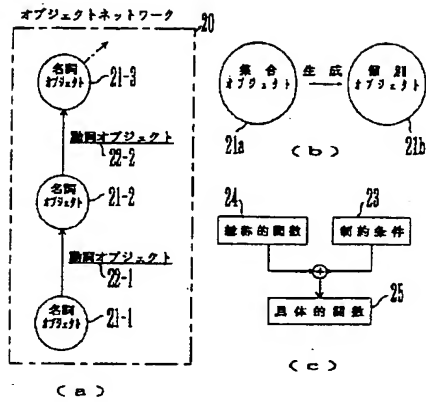 オブジェクトネットワーク
20
名詞
オブジェクト
21-3
動詞オブジェクト
22-2
名詞
オブジェクト
21-2
動詞オブジェクト
22-1
名詞
オブジェクト
21-1
(a)
集合
オブジェクト
生成
個別
オブジェクト
21a
21b
(b)
24
23
総称的関数
制約条件
25
具体的関数
(c)